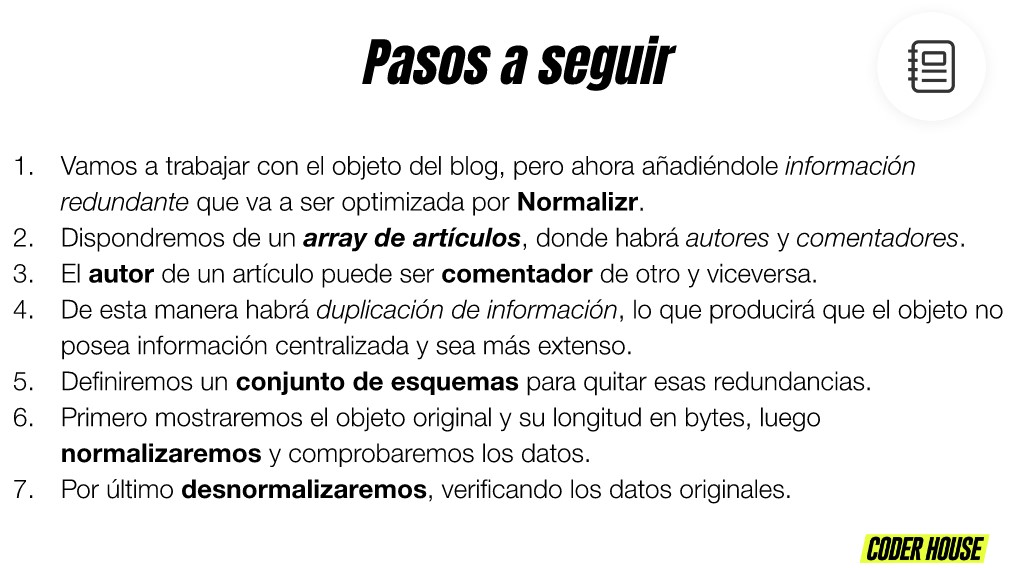 Pasos a seguir
1. Vamos a trabajar con el objeto del blog, pero ahora añadiéndole información
redundante que va a ser optimizada por Normalizr.
2. Dispondremos de un array de artículos, donde habrá autores y comentadores.
3. El autor de un artículo puede ser comentador de otro y viceversa.
4. De esta manera habrá duplicación de información, lo que producirá que el objeto no
posea información centralizada y sea más extenso.
5. Definiremos un conjunto de esquemas para quitar esas redundancias.
6. Primero mostraremos el objeto original y su longitud en bytes, luego
normalizaremos y comprobaremos los datos.
7. Por último desnormalizaremos, verificando los datos originales.
CODER HOUSE